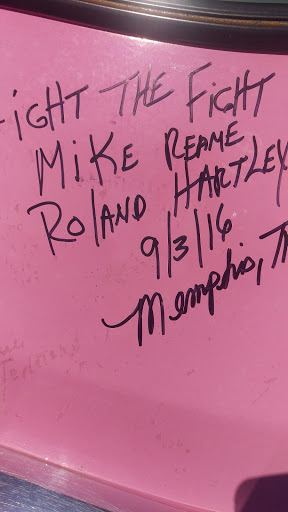 FiGHT THE FiGHT
MiKE REAME
ROlAND HARTLEY
9/3/16
Memphis, TN